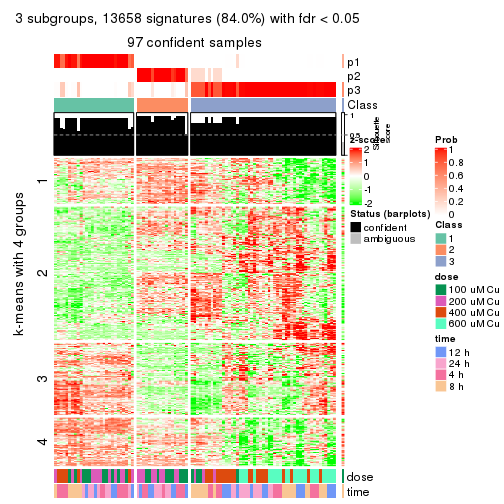 3 subgroups, 13658 signatures (84.0%) with fdr < 0.05
97 confident samples
p1
p2
p3
Class
1
0.5
Silhouette
score
k-means with 4 groups
1
2
3
4
z-score
2
1
0
-1
-2
Status (barplots)
confident
ambiguous
Prob
1
0.8
0.6
0.4
0.2
0
Class
1
2
3
dose
100 uM Cu
200 uM Cu
400 uM Cu
600 uM Cu
time
12 h
24 h
4 h
8 h
dose
time